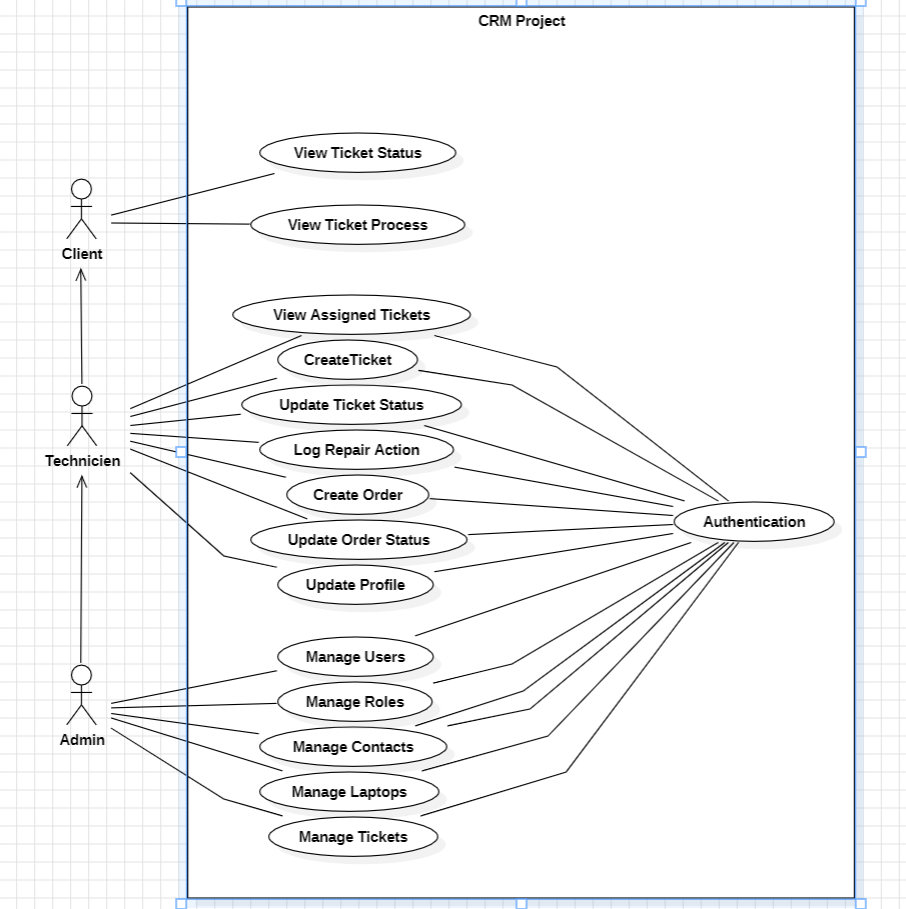 CRM Project
View Ticket Status
View Ticket Process
Client
View Assigned Tickets
CreateTicket
Update Ticket Status
Log Repair Action
Technicien
Create Order
Authentication
Update Order Status
Update Profile
Manage Users
Manage Roles
Admin
Manage Contacts
Manage Laptops
Manage Tickets